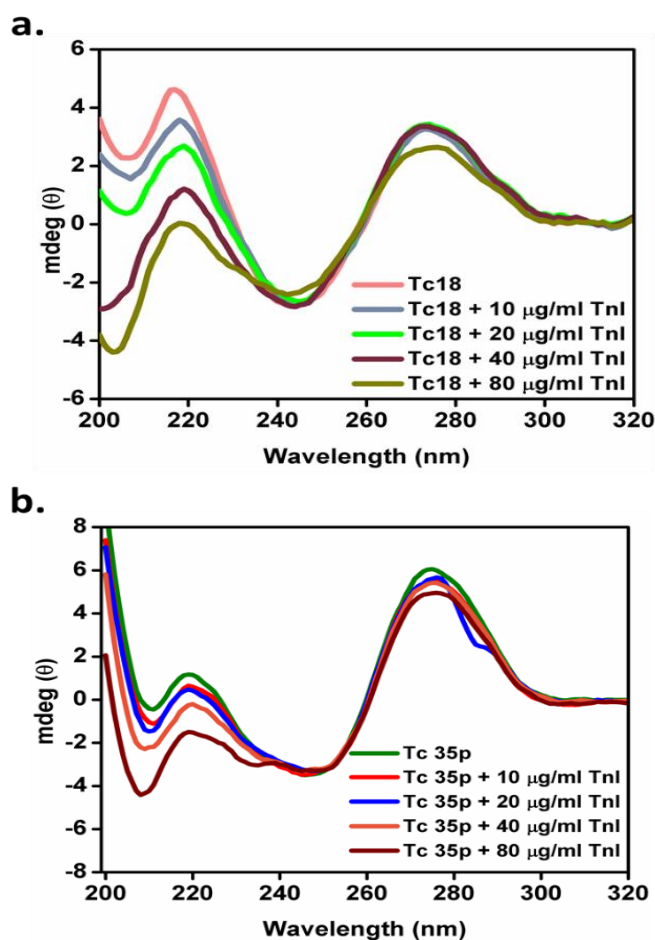 a.
6
4
2
0
-2
-4
-6
mdeg (θ)
Tc18
Tc18 + 10 μg/ml TnI
Tc18 + 20 μg/ml TnI
Tc18 + 40 μg/ml TnI
Tc18 + 80 μg/ml TnI
200 220 240 260 280 300 320
Wavelength (nm)
b.
8
6
4
2
0
-2
-4
-6
-8
mdeg (θ)
Tc 35p
Tc 35p + 10 μg/ml TnI
Tc 35p + 20 μg/ml TnI
Tc 35p + 40 μg/ml TnI
Tc 35p + 80 μg/ml TnI
200 220 240 260 280 300 320
Wavelength (nm)